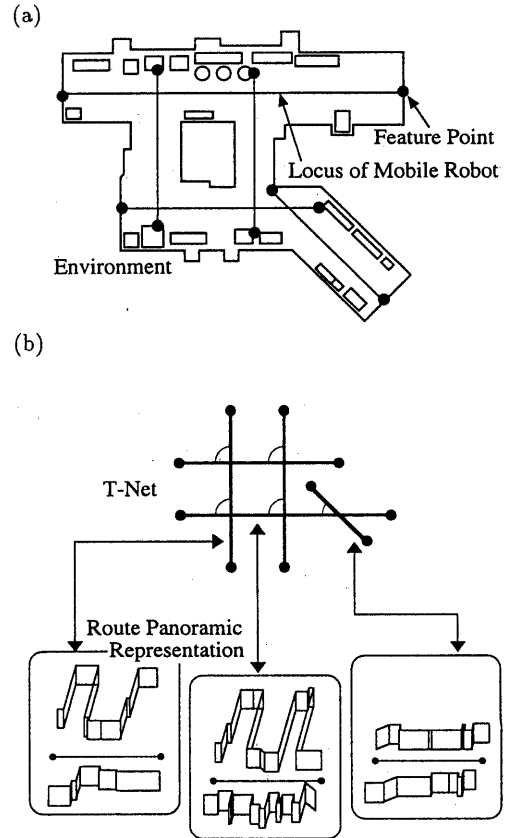 (a)
Feature Point
Locus of Mobile Robot
Environment
(b)
T-Net
Route Panoramic
Representation